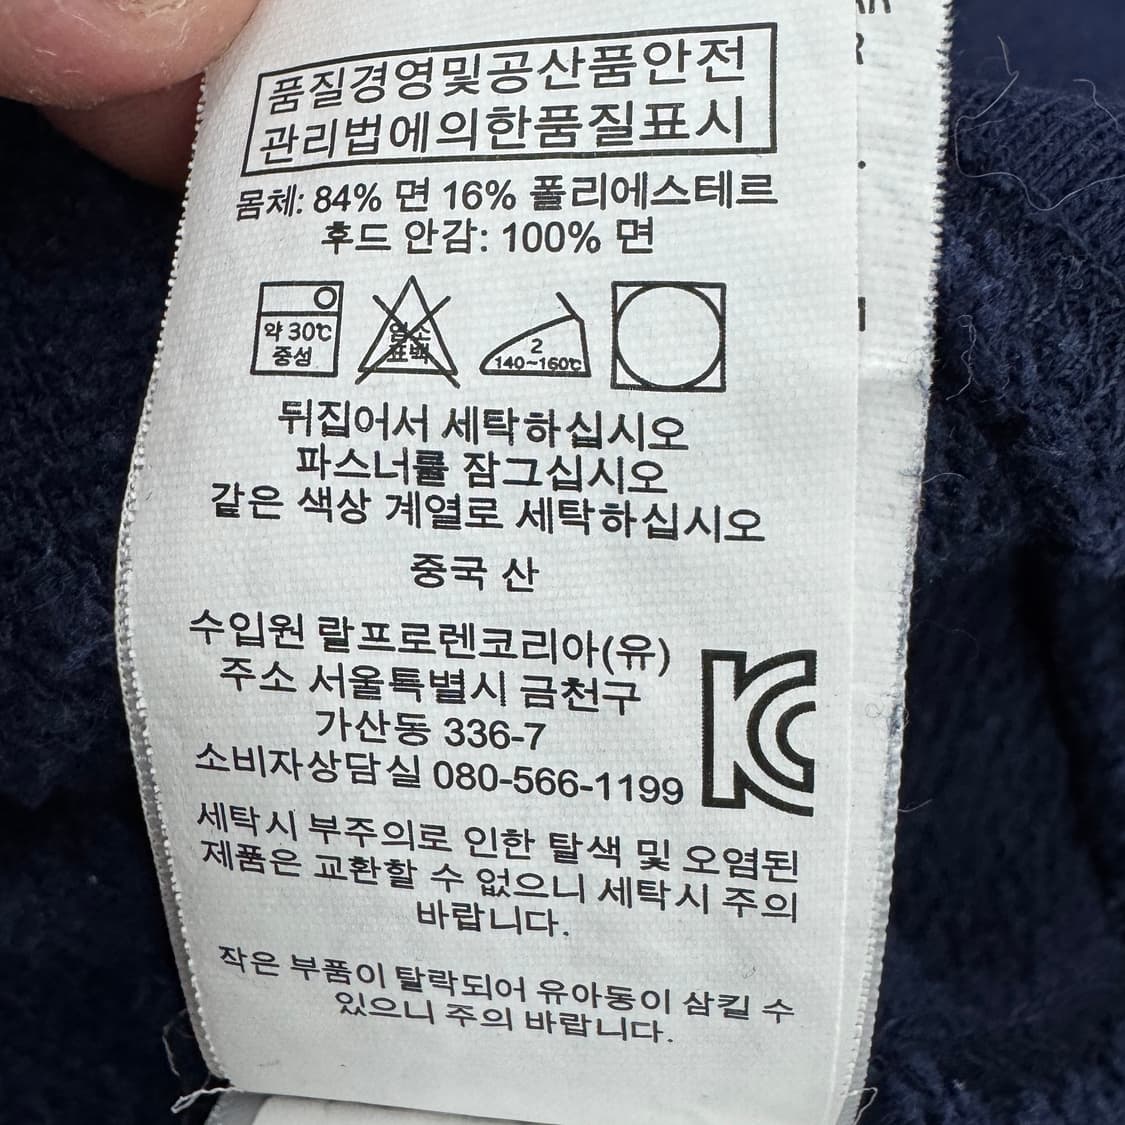 품질경영및공산품안전
관리법에의한품질표시
몸체: 84% 면 16% 폴리에스테르
후드 안감: 100% 면
약 30℃
중성
염소
표백
2
140~160℃
뒤집어서 세탁하십시오
파스너를 잠그십시오
같은 색상 계열로 세탁하십시오
중국 산
수입원 랄프로렌코리아(유)
주소 서울특별시 금천구
가산동 336-7
소비자상담실 080-566-1199
세탁시 부주의로 인한 탈색 및 오염된
제품은 교환할 수 없으니 세탁시 주의
바랍니다.
작은 부품이 탈락되어 유아동이 삼킬 수
있으니 주의 바랍니다.